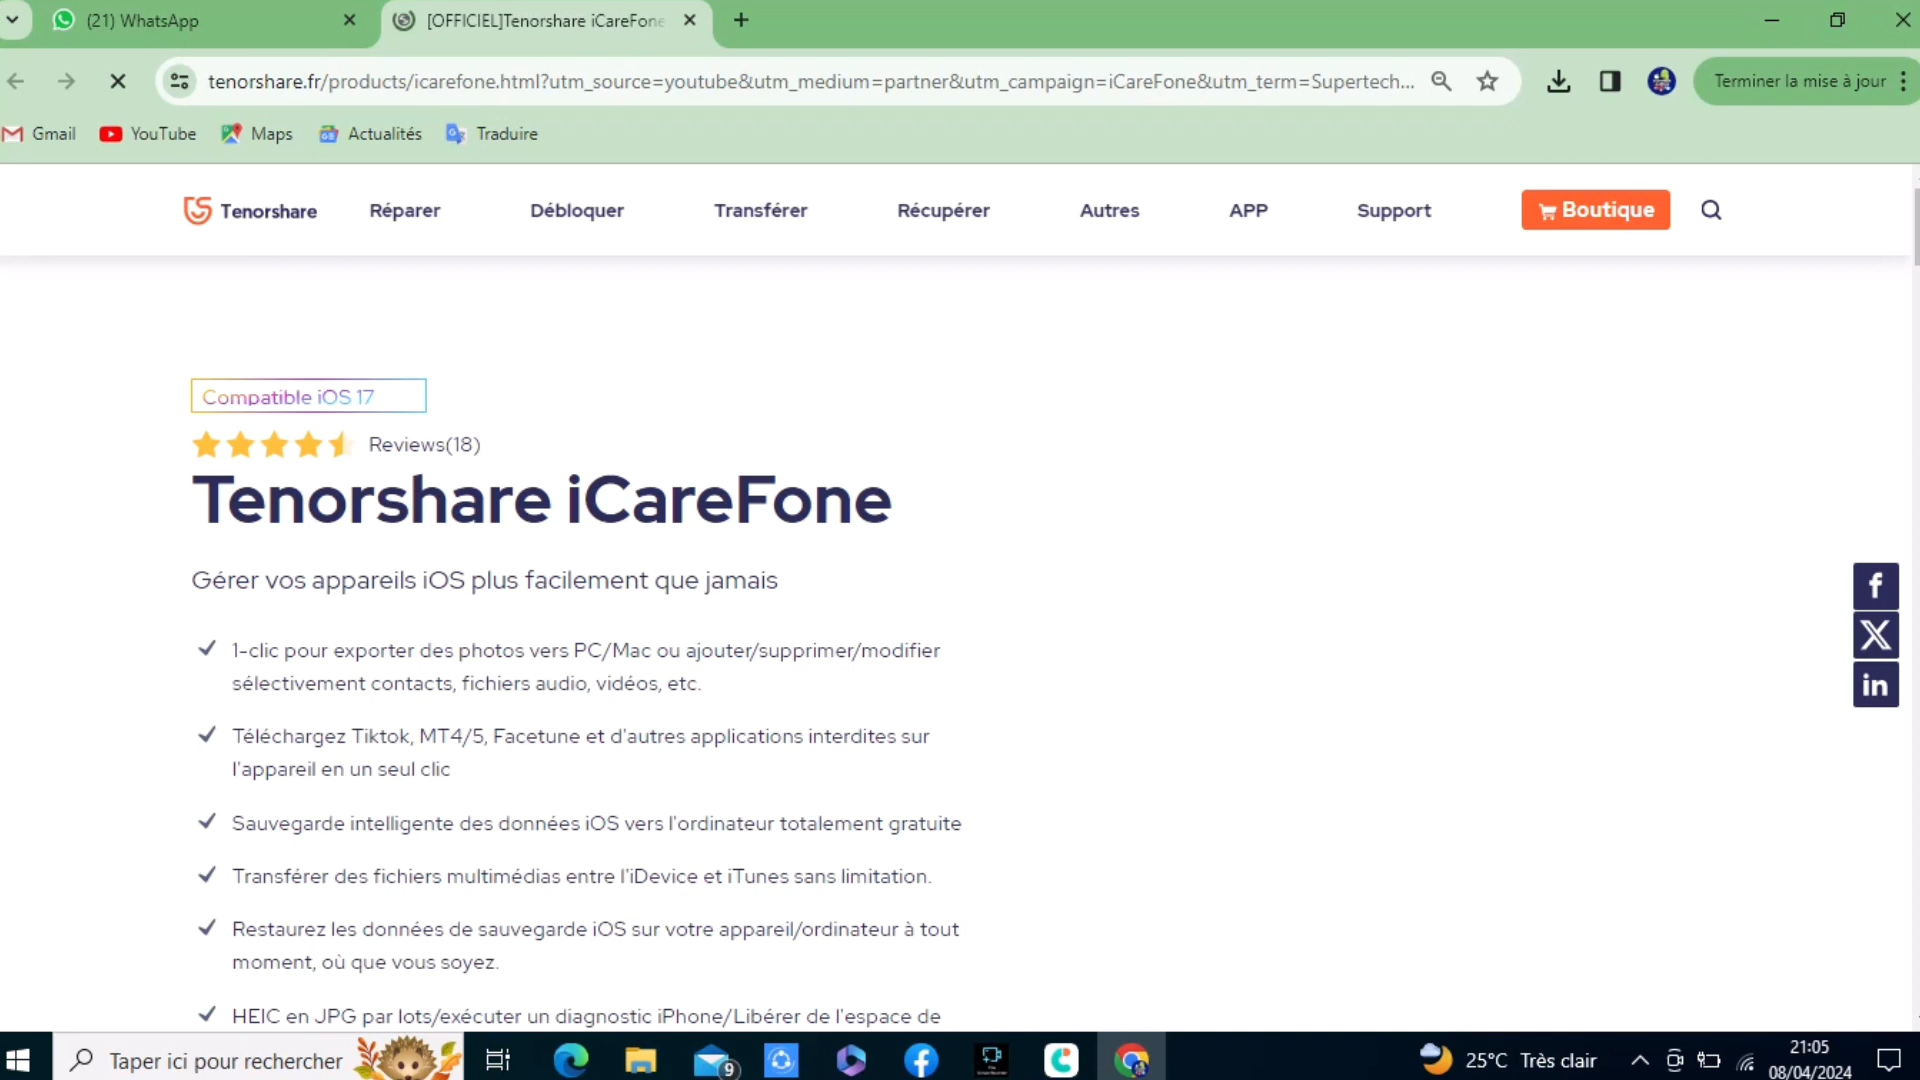 (21) WhatsApp
[OFFICIEL]Tenorshare iCareFone
tenorshare.fr/products/icarefone.html?utm_source=youtube&utm_medium=partner&utm_campaign=iCareFone&utm_term=Supertech...
Terminer la mise à jour
Gmail
YouTube
Maps
Actualités
Traduire
Tenorshare
Réparer
Débloquer
Transférer
Récupérer
Autres
APP
Support
Boutique
Compatible iOS 17
Reviews(18)
Tenorshare iCareFone
Gérer vos appareils iOS plus facilement que jamais
1-clic pour exporter des photos vers PC/Mac ou ajouter/supprimer/modifier
sélectivement contacts, fichiers audio, vidéos, etc.
Téléchargez Tiktok, MT4/5, Facetune et d'autres applications interdites sur
l'appareil en un seul clic
Sauvegarde intelligente des données iOS vers l'ordinateur totalement gratuite
Transférer des fichiers multimédias entre l'iDevice et iTunes sans limitation.
Restaurez les données de sauvegarde iOS sur votre appareil/ordinateur à tout
moment, où que vous soyez.
HEIC en JPG par lots/exécuter un diagnostic iPhone/Libérer de l'espace de
Taper ici pour rechercher
9
25°C Très clair
21:05
08/04/2024